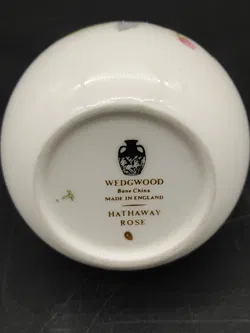 WEDGWOOD
Bone China
MADE IN ENGLAND
HATHAWAY
ROSE